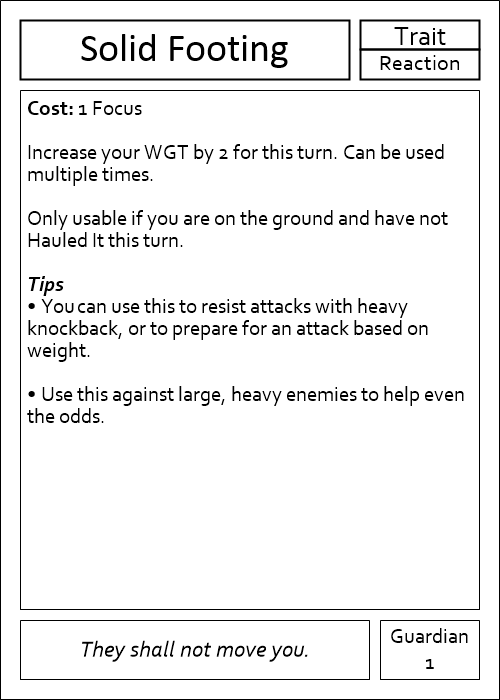 Solid Footing
Trait
Reaction
Cost: 1 Focus
Increase your WGT by 2 for this turn. Can be used
multiple times.
Only usable if you are on the ground and have not
Hauled It this turn.
Tips
• You can use this to resist attacks with heavy
knockback, or to prepare for an attack based on
weight.
• Use this against large, heavy enemies to help even
the odds.
They shall not move you.
Guardian
1